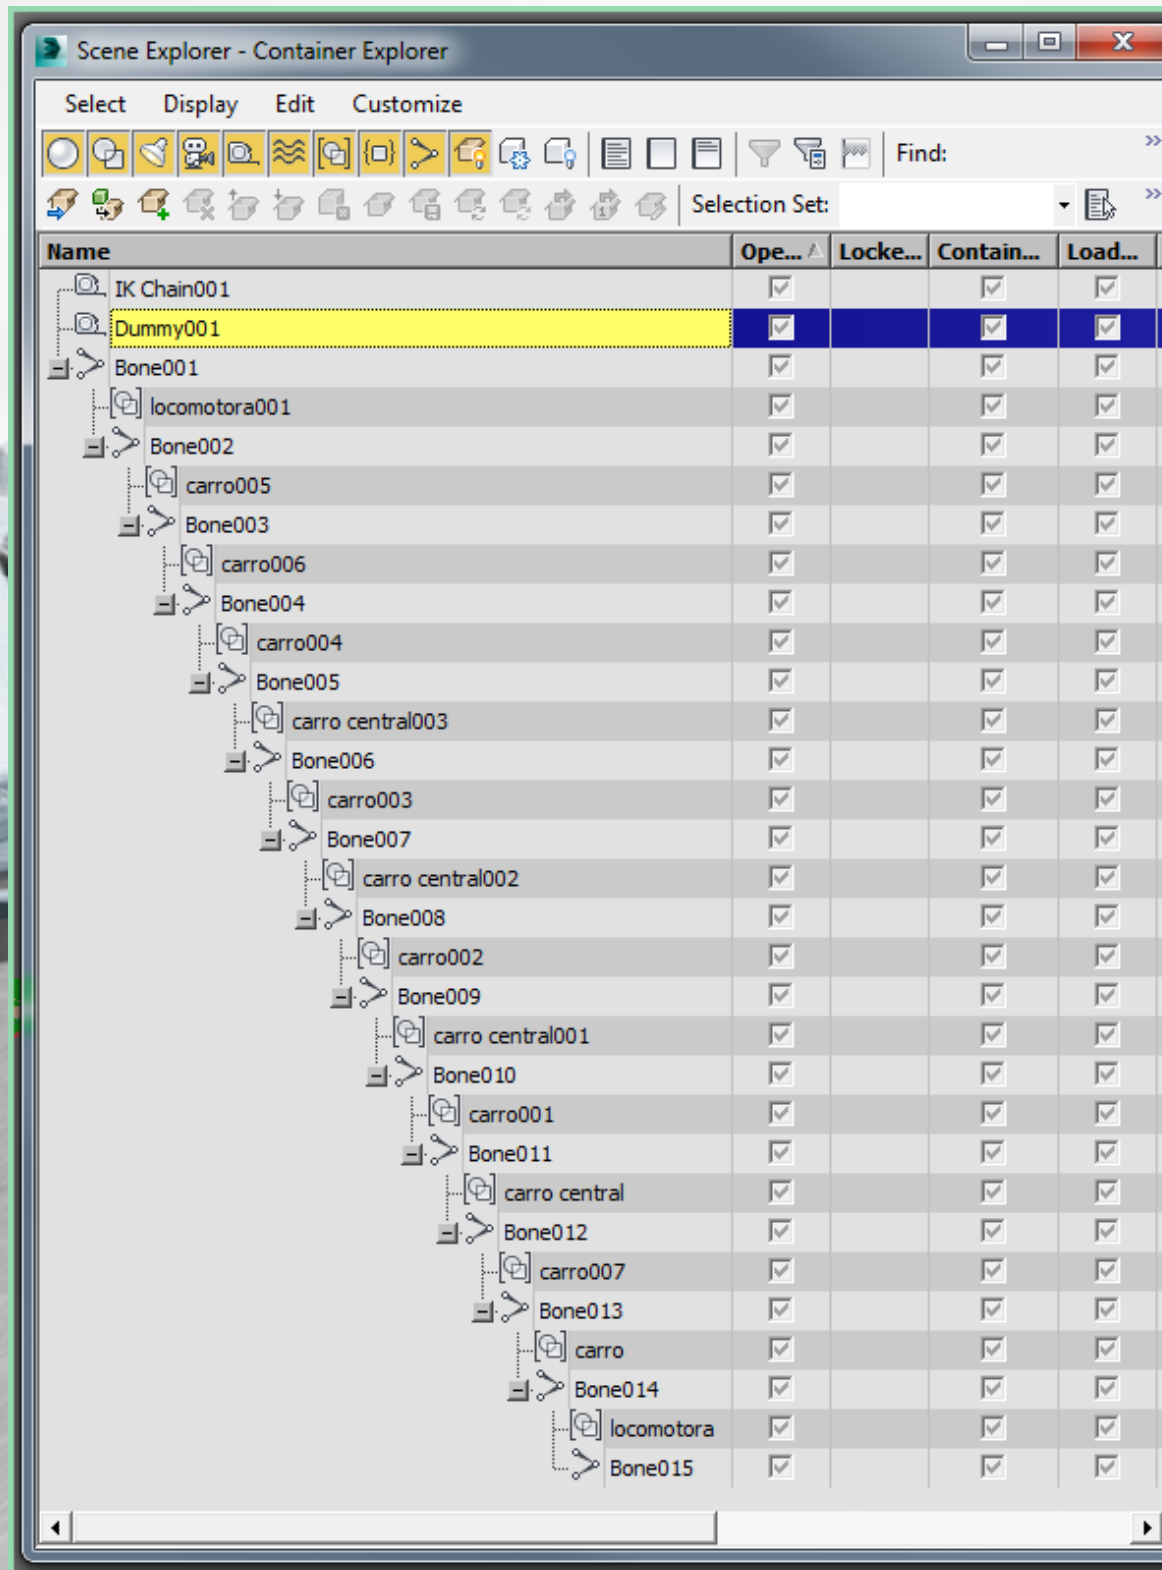 Scene Explorer - Container Explorer
Select Display Edit Customize
Find:
Selection Set:
Name Ope... Locke... Contain... Load...
IK Chain001
Dummy001
Bone001
locomotora001
Bone002
carro005
Bone003
carro006
Bone004
carro004
Bone005
carro central003
Bone006
carro003
Bone007
carro central002
Bone008
carro002
Bone009
carro central001
Bone010
carro001
Bone011
carro central
Bone012
carro007
Bone013
carro
Bone014
locomotora
Bone015